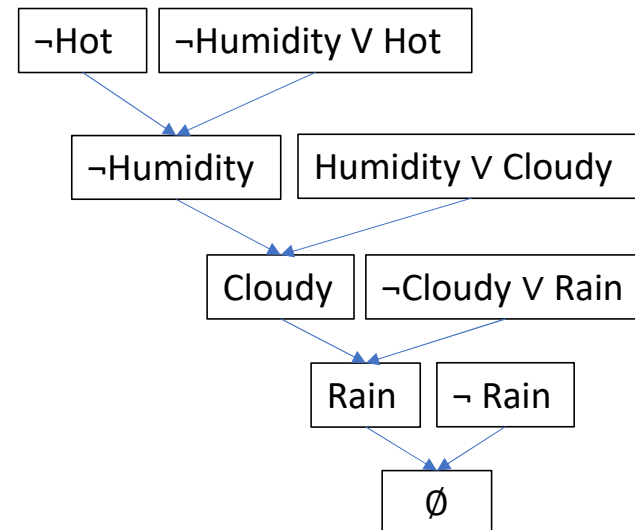 ¬Hot
¬Humidity V Hot
¬Humidity
Humidity ∨ Cloudy
Cloudy
¬Cloudy ∨ Rain
Rain
¬ Rain
Ø